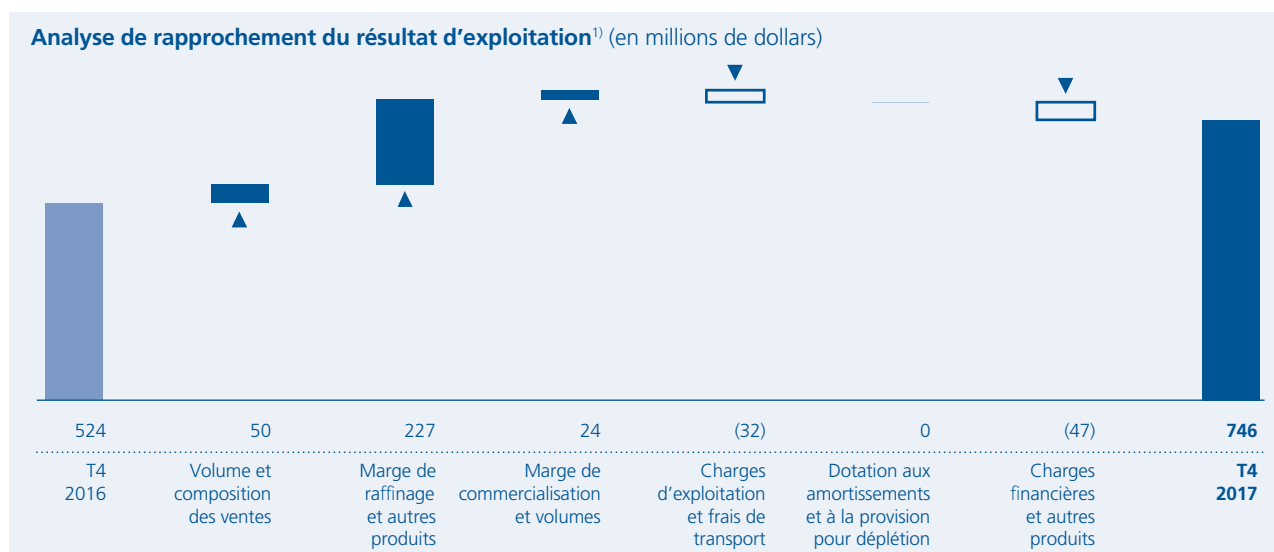 Analyse de rapprochement du résultat d’exploitation¹⁾ (en millions de dollars)
524 50 227 24 (32) 0 (47) 746
T4
2016
Volume et
composition
des ventes
Marge de
raffinage
et autres
produits
Marge de
commercialisation
et volumes
Charges
d’exploitation
et frais de
transport
Dotation aux
amortissements
et à la provision
pour déplétion
Charges
financières
et autres
produits
T4
2017